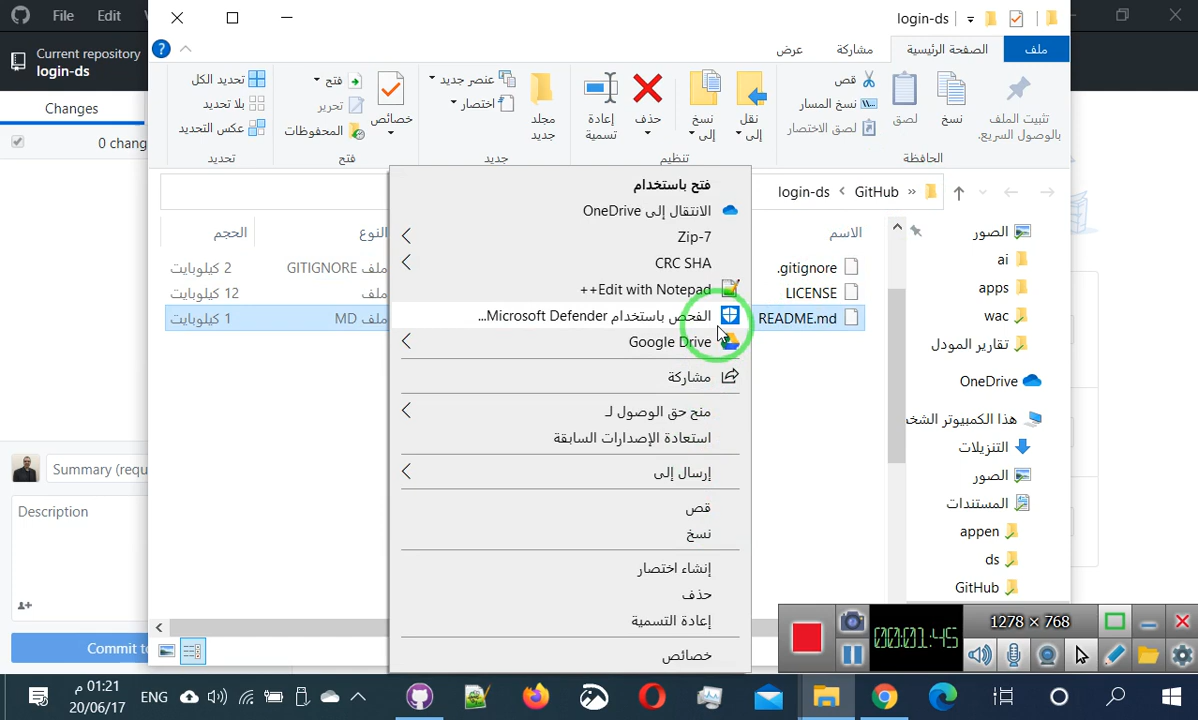 File
Edit
Current repository
login-ds
Changes
0 chang
Summary (requ
Description
Commit to
login-ds
ملف
الصفحة الرئيسية
مشاركة
عرض
تثبيت الملف
بالوصول السريع.
نسخ
لصق
قص
نسخ المسار
لصق الاختصار
الحافظة
نقل
إلى
نسخ
إلى
حذف
إعادة
تسمية
تنظيم
مجلد
جديد
عنصر جديد
اختصار
جديد
خصائص
فتح
تحرير
المحفوظات
فتح
تحديد الكل
بلا تحديد
عكس التحديد
تحديد
» GitHub › login-ds
الاسم
النوع
الحجم
.gitignore
ملف GITIGNORE
2 كيلوبايت
LICENSE
ملف
12 كيلوبايت
README.md
ملف MD
1 كيلوبايت
الصور
ai
apps
wac
تقارير المودل
OneDrive
هذا الكمبيوتر الشخ
التنزيلات
الصور
المستندات
appen
ds
GitHub
فتح باستخدام
الانتقال إلى OneDrive
7-Zip
CRC SHA
Edit with Notepad++
الفحص باستخدام Microsoft Defender...
Google Drive
مشاركة
منح حق الوصول لـ
استعادة الإصدارات السابقة
إرسال إلى
قص
نسخ
إنشاء اختصار
حذف
إعادة التسمية
خصائص
00:01:45
1278 × 768
01:21 م
20/06/17
ENG